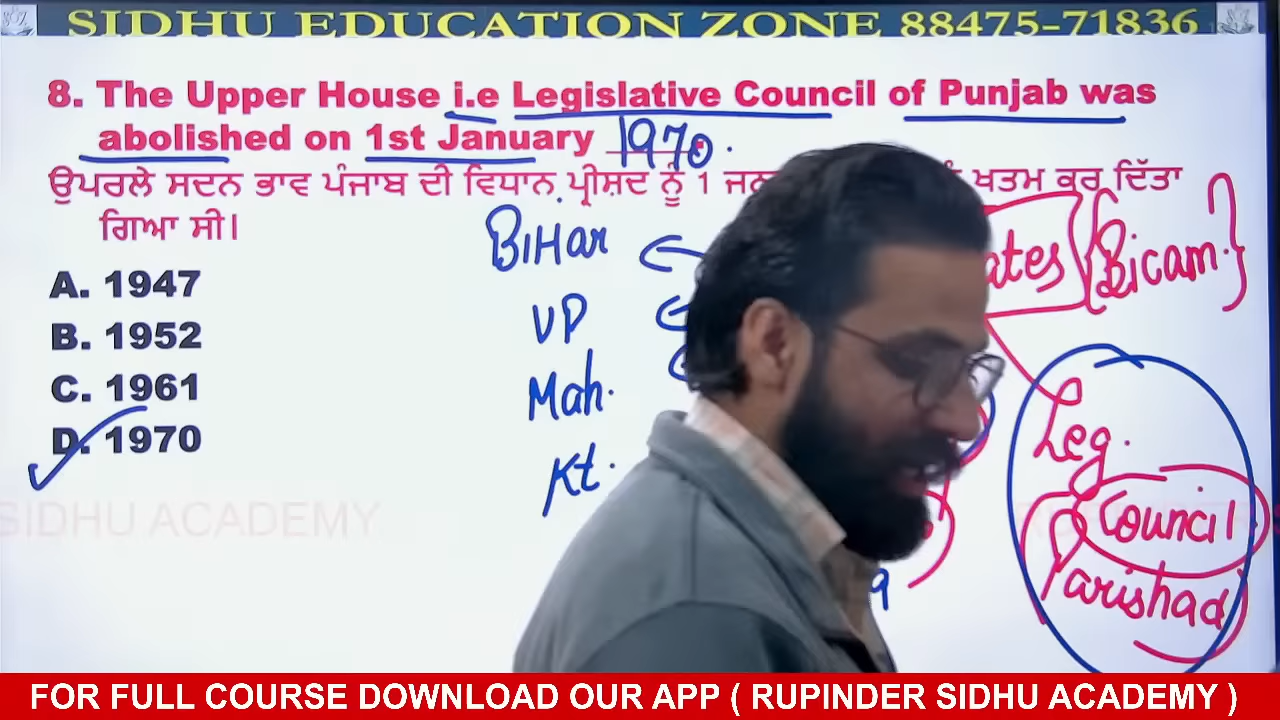 SIDHU EDUCATION ZONE 88475-71836
8. The Upper House i.e Legislative Council of Punjab was
abolished on 1st January 1970.
ਉਪਰਲੇ ਸਦਨ ਭਾਵ ਪੰਜਾਬ ਦੀ ਵਿਧਾਨ ਪ੍ਰੀਸ਼ਦ ਨੂੰ 1 ਖਤਮ ਕਰ ਦਿੱਤਾ
ਗਿਆ ਸੀ।
A. 1947
B. 1952
C. 1961
D. 1970
BIHAR
UP
Mah.
Kt.
{Bicam.}
Leg.
Council
Parishad
SIDHU ACADEMY
FOR FULL COURSE DOWNLOAD OUR APP ( RUPINDER SIDHU ACADEMY )